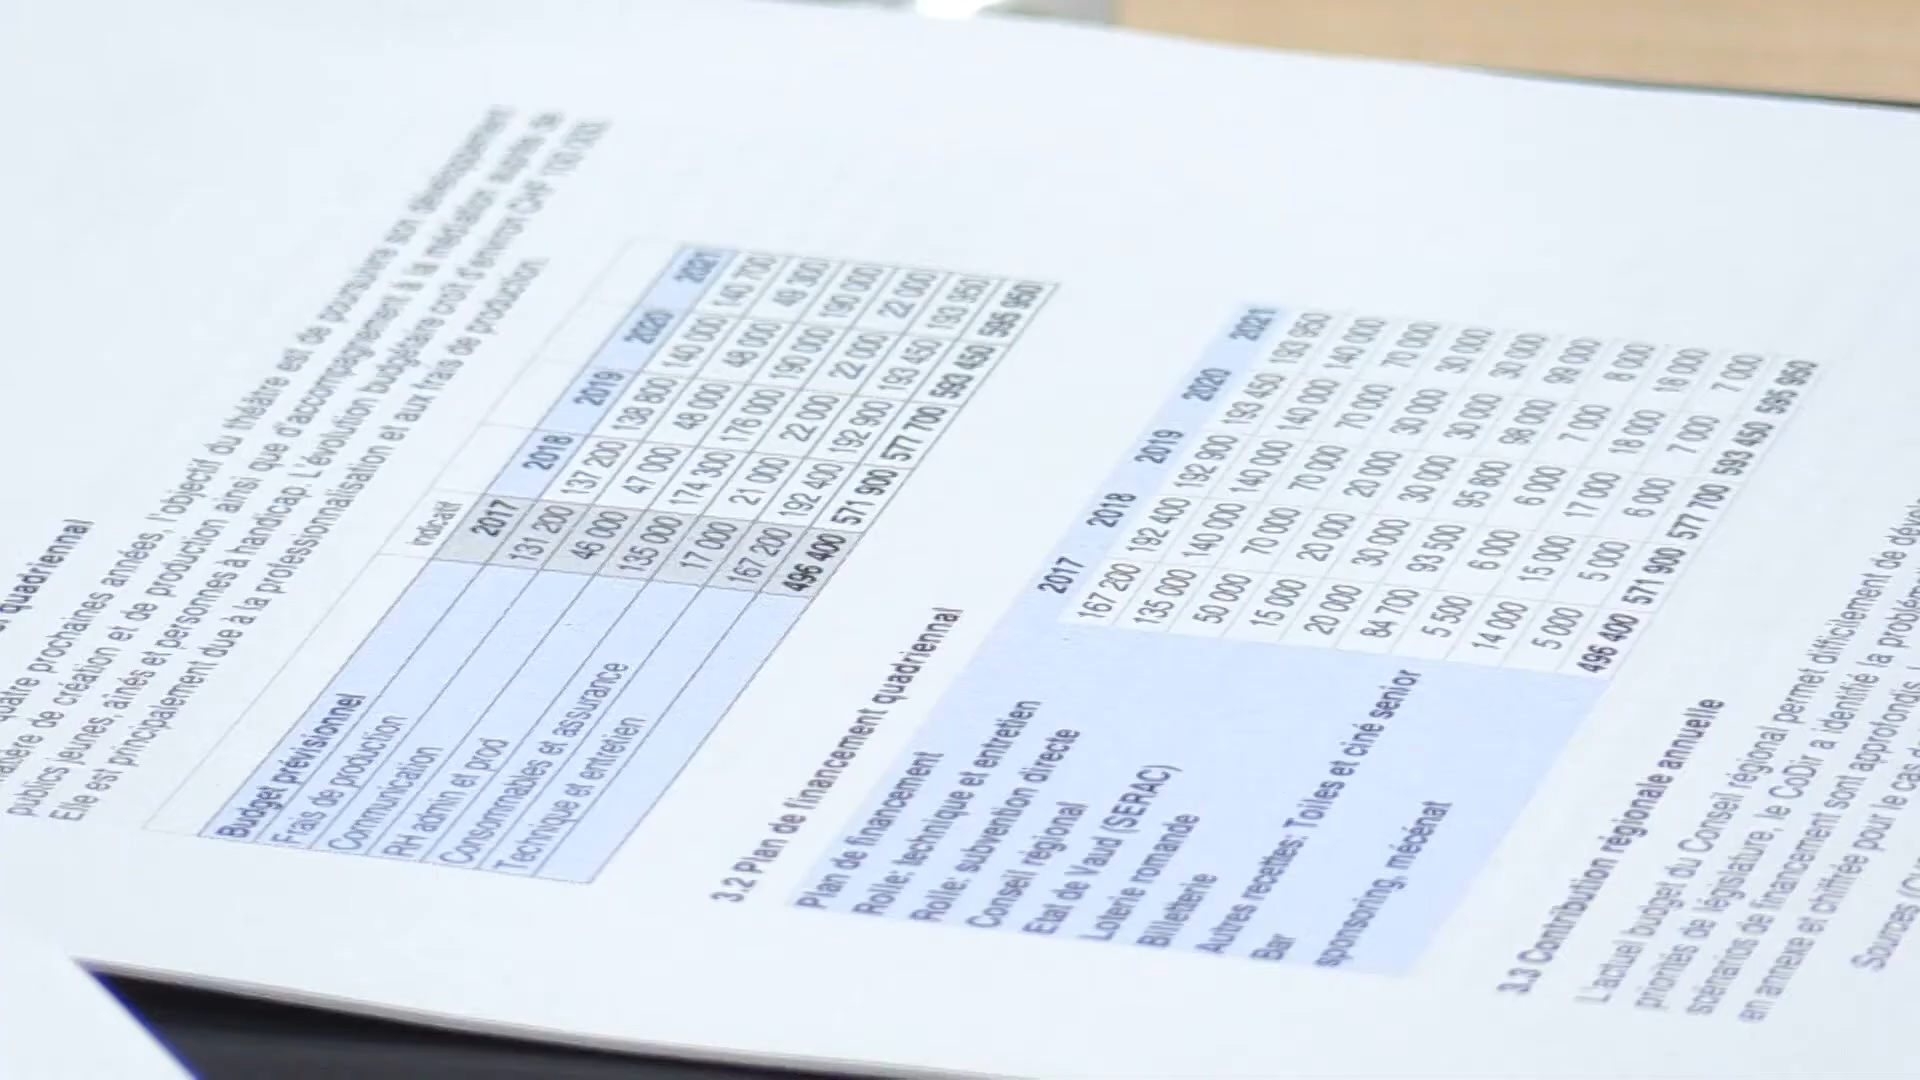 quadriennal
quatre prochaines années, l'objectif du théâtre est de poursuivre son développement
matière de création et de production ainsi que d'accompagnement à la médiation auprès de
publics jeunes, aînés et personnes à handicap. L'évolution budgétaire croît d'environ CHF 100'000.
Elle est principalement due à la professionnalisation et aux frais de production.
Indicatif
2017 2018 2019 2020 2021
Budget prévisionnel
Frais de production 131 200 137 200 138 800 140 000 140 700
Communication 46 000 47 000 48 000 49 000 49 300
RH admin et prod 135 000 174 300 176 000 190 000 190 000
Consommables et assurance 17 000 21 000 22 000 22 000 22 000
Technique et entretien 167 200 192 400 192 900 193 450 193 950
496 400 571 900 577 700 593 450 595 950
3.2 Plan de financement quadriennal
Plan de financement 2017 2018 2019 2020 2021
Rolle: technique et entretien 167 200 192 400 192 900 193 450 193 950
Rolle: subvention directe 135 000 140 000 140 000 140 000 140 000
Conseil régional 50 000 70 000 70 000 70 000 70 000
Etat de Vaud (SERAC) 15 000 20 000 20 000 30 000 30 000
Loterie romande 20 000 30 000 30 000 30 000 30 000
Billetterie 84 700 93 500 95 800 98 000 99 000
Autres recettes: Toiles et ciné senior 5 500 6 000 6 000 7 000 8 000
Bar 14 000 15 000 17 000 18 000 18 000
sponsoring, mécénat 5 000 5 000 6 000 7 000 7 000
496 400 571 900 577 700 593 450 595 950
3.3 Contribution régionale annuelle
L'actuel budget du Conseil régional permet difficilement de
priorités de législature, le CoDir a identifié la
scénarios de financement sont approfondis
en annexe et chiffrée pour le cas
Sources